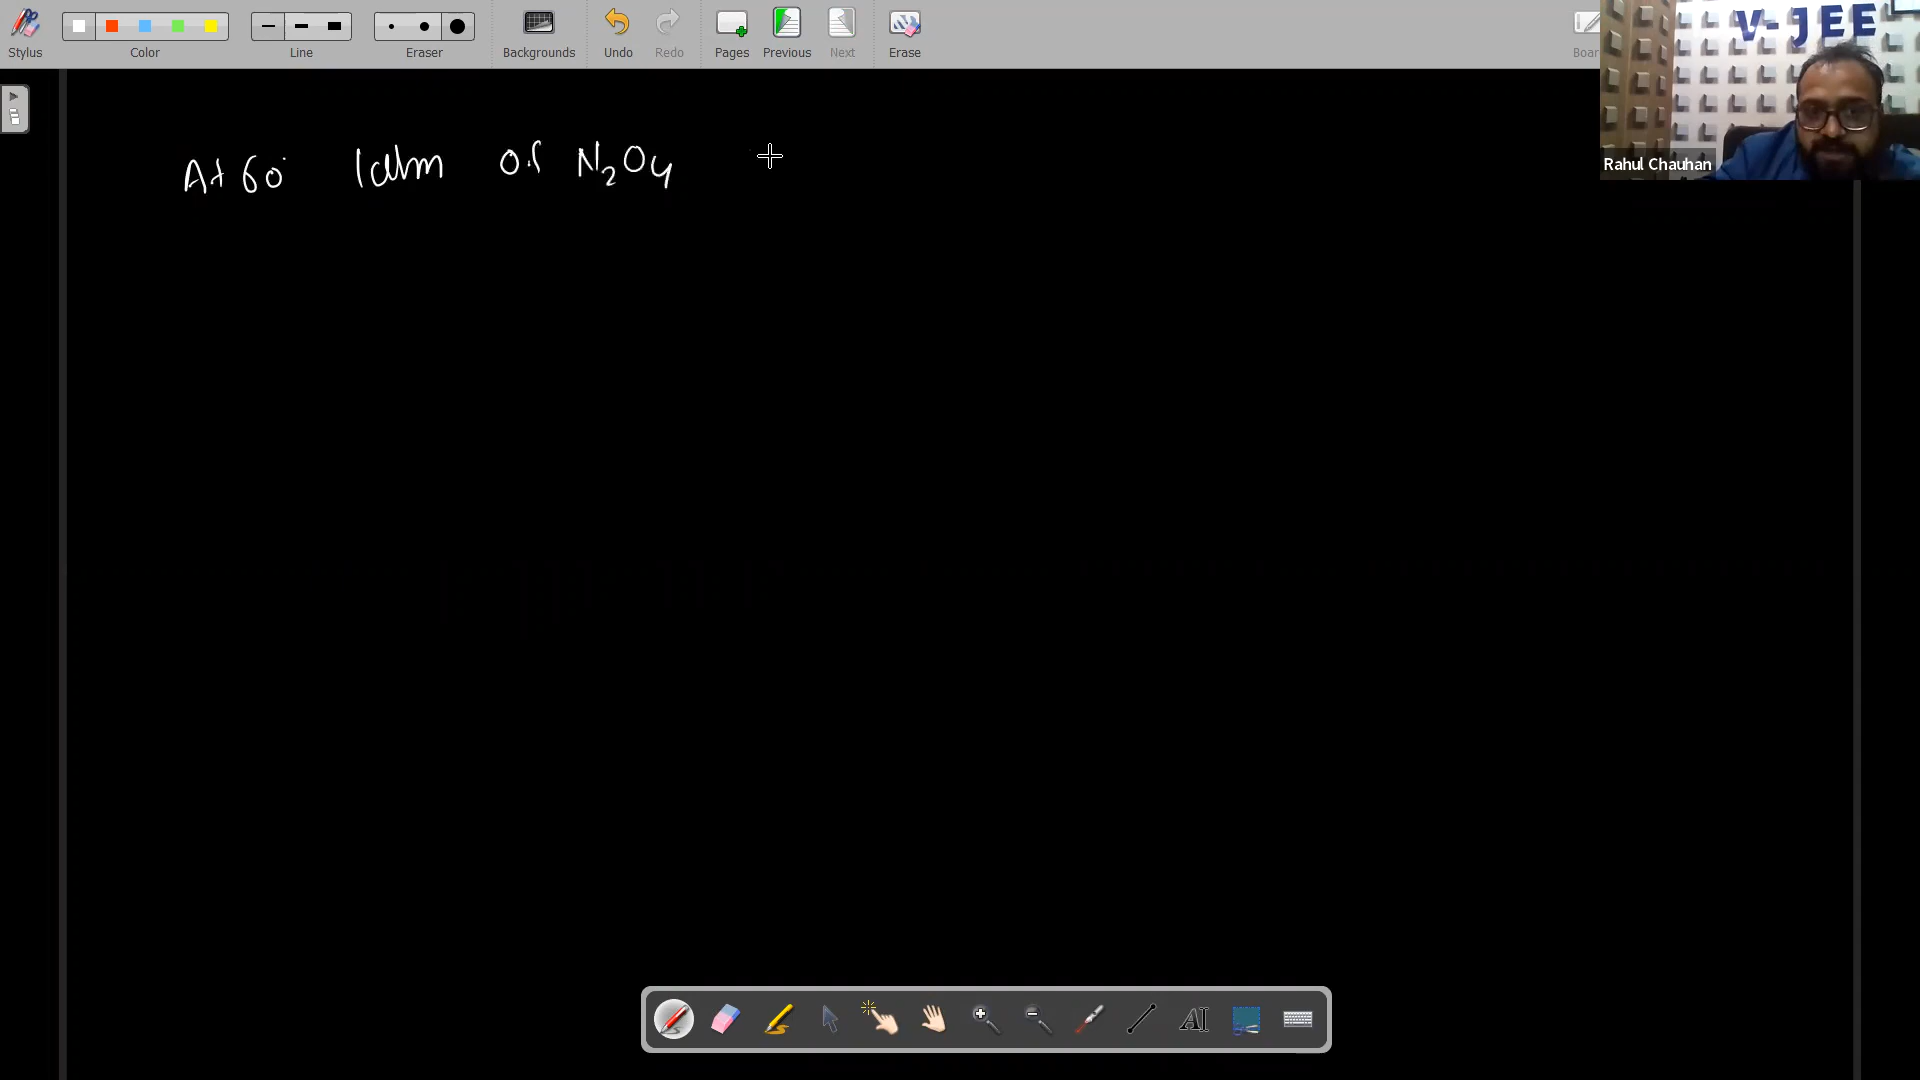 Stylus Color Line Eraser Backgrounds Undo Redo Pages Previous Next Erase Boar
V-JEE
Rahul Chauhan
At 60° 1atm of N₂O₄